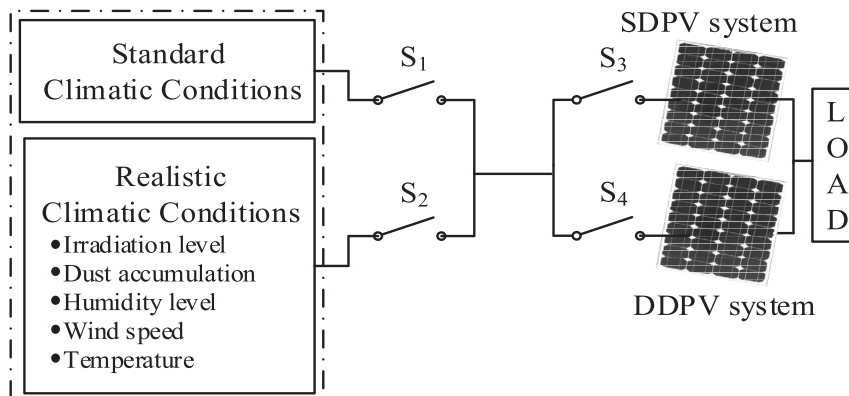 Standard
Climatic Conditions
Realistic
Climatic Conditions
•Irradiation level
•Dust accumulation
•Humidity level
•Wind speed
•Temperature
S1
S2
S3
S4
SDPV system
DDPV system
LOAD